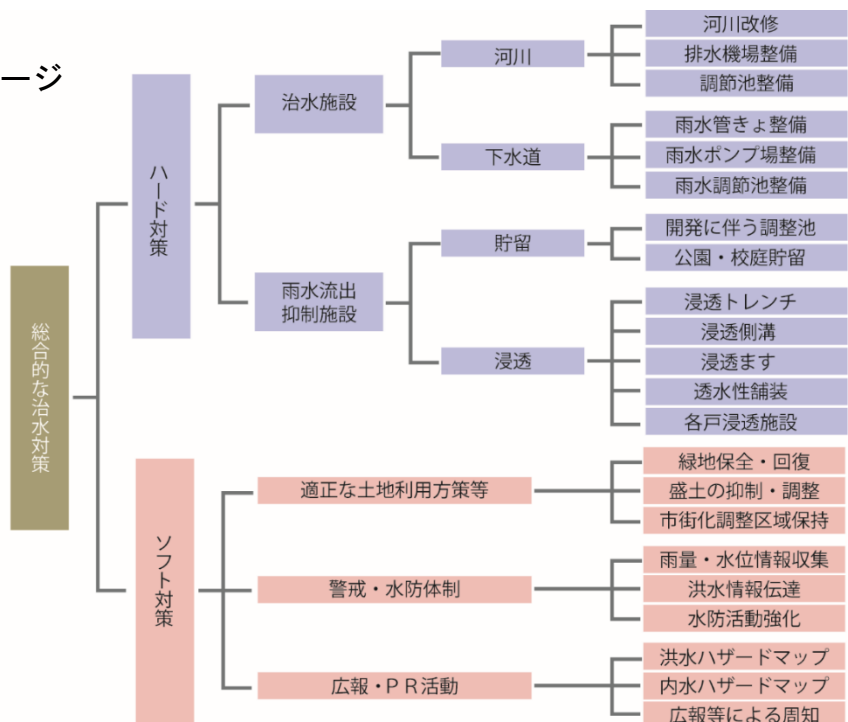 ージ
総合的な治水対策
ハード対策
治水施設
河川
河川改修
排水機場整備
調節池整備
下水道
雨水管きょ整備
雨水ポンプ場整備
雨水調節池整備
雨水流出
抑制施設
貯留
開発に伴う調整池
公園・校庭貯留
浸透
浸透トレンチ
浸透側溝
浸透ます
透水性舗装
各戸浸透施設
ソフト対策
適正な土地利用方策等
緑地保全・回復
盛土の抑制・調整
市街化調整区域保持
警戒・水防体制
雨量・水位情報収集
洪水情報伝達
水防活動強化
広報・PR活動
洪水ハザードマップ
内水ハザードマップ
広報等による周知